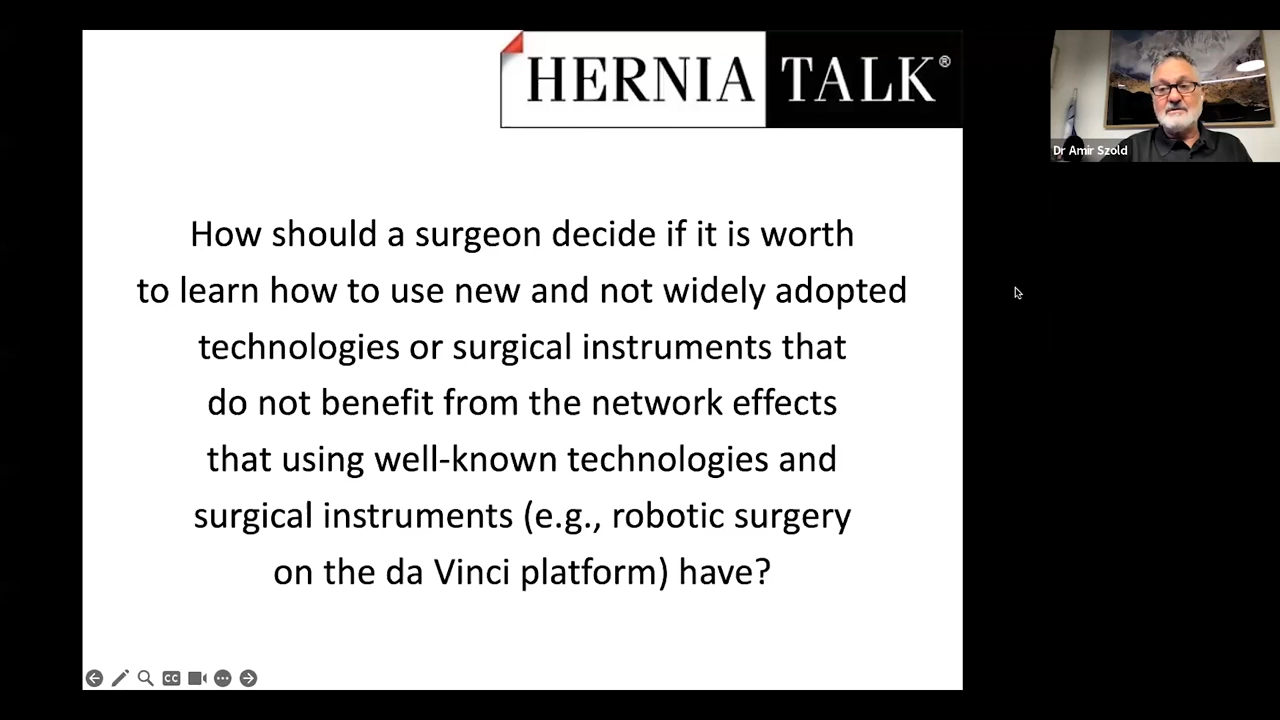 HERNIA TALK®
Dr Amir Szold
How should a surgeon decide if it is worth
to learn how to use new and not widely adopted
technologies or surgical instruments that
do not benefit from the network effects
that using well-known technologies and
surgical instruments (e.g., robotic surgery
on the da Vinci platform) have?
CC